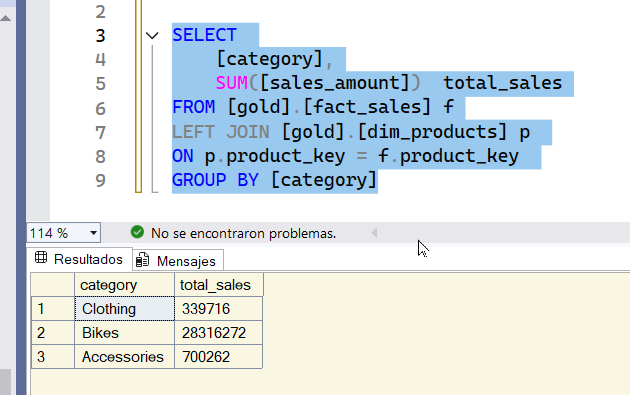 2
3 SELECT
4 [category],
5 SUM([sales_amount]) total_sales
6 FROM [gold].[fact_sales] f
7 LEFT JOIN [gold].[dim_products] p
8 ON p.product_key = f.product_key
9 GROUP BY [category]
114 % No se encontraron problemas.
Resultados Mensajes
category total_sales
1 Clothing 339716
2 Bikes 28316272
3 Accessories 700262